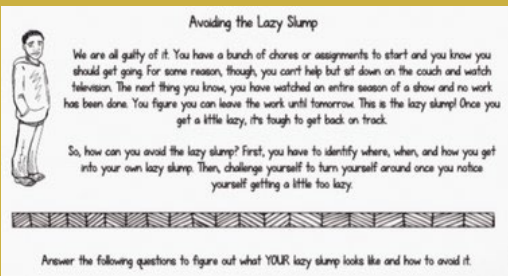 Avoiding the Lazy Slump
We are all guilty of it. You have a bunch of chores or assignments to start and you know you
should get going. For some reason, though, you can't help but sit down on the couch and watch
television. The next thing you know, you have watched an entire season of a show and no work
has been done. You figure you can leave the work until tomorrow. This is the lazy slump! Once you
get a little lazy, it's tough to get back on track.
So, how can you avoid the lazy slump? First, you have to identify where, when, and how you get
into your own lazy slump. Then, challenge yourself to turn yourself around once you notice
yourself getting a little too lazy.
Answer the following questions to figure out what YOUR lazy slump looks like and how to avoid it.